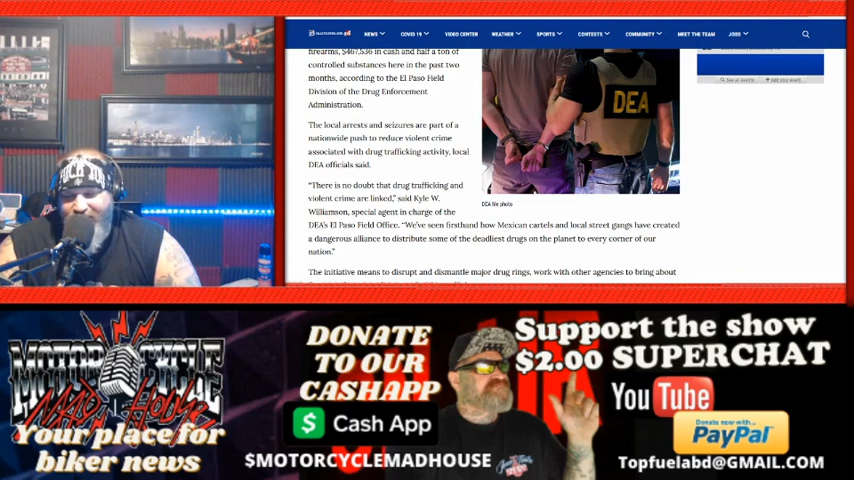 NEWS COVID 19 VIDEO CENTER WEATHER SPORTS CONTESTS COMMUNITY MEET THE TEAM JOBS
firearms, $467,536 in cash and half a ton of
controlled substances here in the past two
months, according to the El Paso Field
Division of the Drug Enforcement
Administration.
The local arrests and seizures are part of a
nationwide push to reduce violent crime
associated with drug trafficking activity, local
DEA officials said.
“There is no doubt that drug trafficking and
violent crime are linked,” said Kyle W.
Williamson, special agent in charge of the
DEA’s El Paso Field Office. “We’ve seen firsthand how Mexican cartels and local street gangs have created
a dangerous alliance to distribute some of the deadliest drugs on the planet to every corner of our
nation.”
The initiative means to disrupt and dismantle major drug rings, work with other agencies to bring about
DEA
DEA file photo
MOTORCYCLE
MAD HOUSE
Your place for
biker news
DONATE
TO OUR
CASHAPP
$ Cash App
$MOTORCYCLEMADHOUSE
Support the show
$2.00 SUPERCHAT
YouTube
Donate now with...
PayPal
Topfuelabd@GMAIL.COM